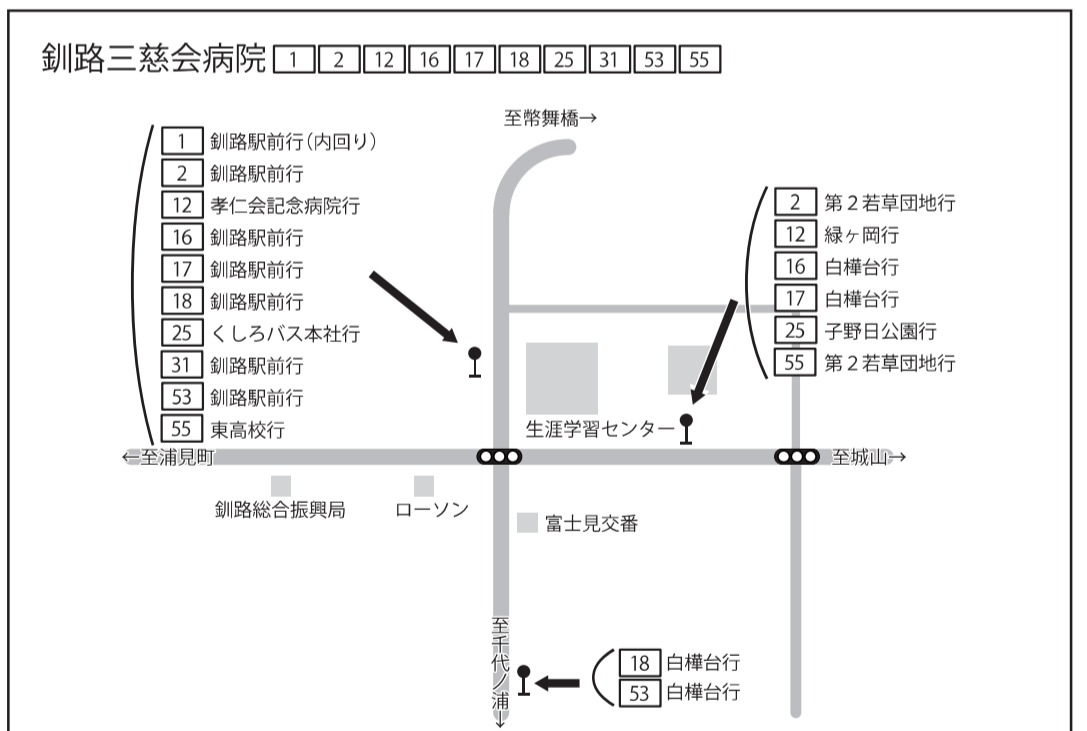 釧路三慈会病院 1 2 12 16 17 18 25 31 53 55
至幣舞橋→
1 釧路駅前行(内回り)
2 釧路駅前行
12 孝仁会記念病院行
16 釧路駅前行
17 釧路駅前行
18 釧路駅前行
25 くしろバス本社行
31 釧路駅前行
53 釧路駅前行
55 東高校行
2 第2若草団地行
12 緑ヶ岡行
16 白樺台行
17 白樺台行
25 子野日公園行
55 第2若草団地行
生涯学習センター
←至浦見町
至城山→
釧路総合振興局
ローソン
富士見交番
至千代ノ浦→
18 白樺台行
53 白樺台行